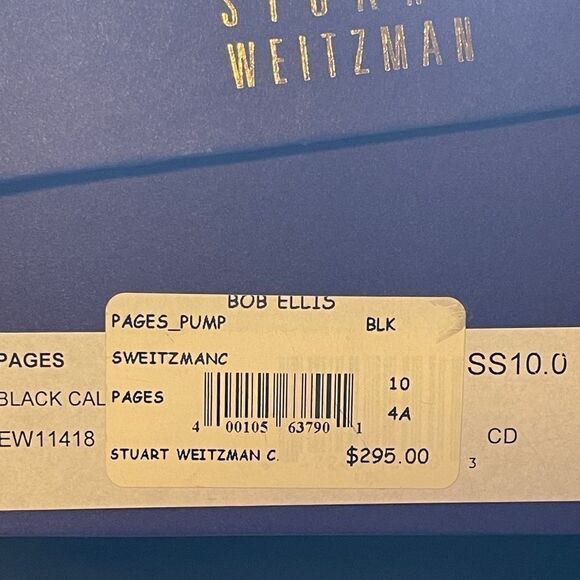 STUART
WEITZMAN
BOB ELLIS
PAGES_PUMP BLK
PAGES SWEITZMANC SS10.0
10
BLACK CAL PAGES 4A
4 00105 63790 1
EW11418 CD
STUART WEITZMAN C. $295.00 3